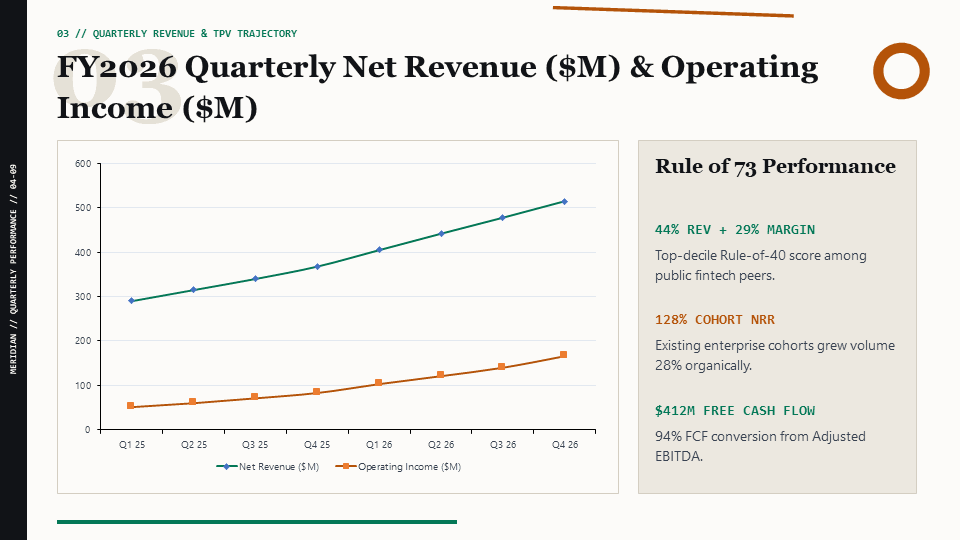 03 // QUARTERLY REVENUE & TPV TRAJECTORY
03
FY2026 Quarterly Net Revenue ($M) & Operating
Income ($M)
MERIDIAN // QUARTERLY PERFORMANCE // 04-09
600
500
400
300
200
100
0
Q1 25 Q2 25 Q3 25 Q4 25 Q1 26 Q2 26 Q3 26 Q4 26
Net Revenue ($M) Operating Income ($M)
Rule of 73 Performance
44% REV + 29% MARGIN
Top-decile Rule-of-40 score among
public fintech peers.
128% COHORT NRR
Existing enterprise cohorts grew volume
28% organically.
$412M FREE CASH FLOW
94% FCF conversion from Adjusted
EBITDA.